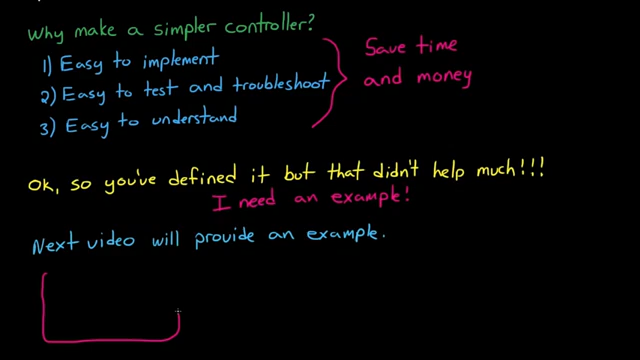 Why make a simpler controller?
1) Easy to implement
2) Easy to test and troubleshoot
3) Easy to understand
Save time
and money
Ok, so you've defined it but that didn't help much!!!
I need an example!
Next video will provide an example.